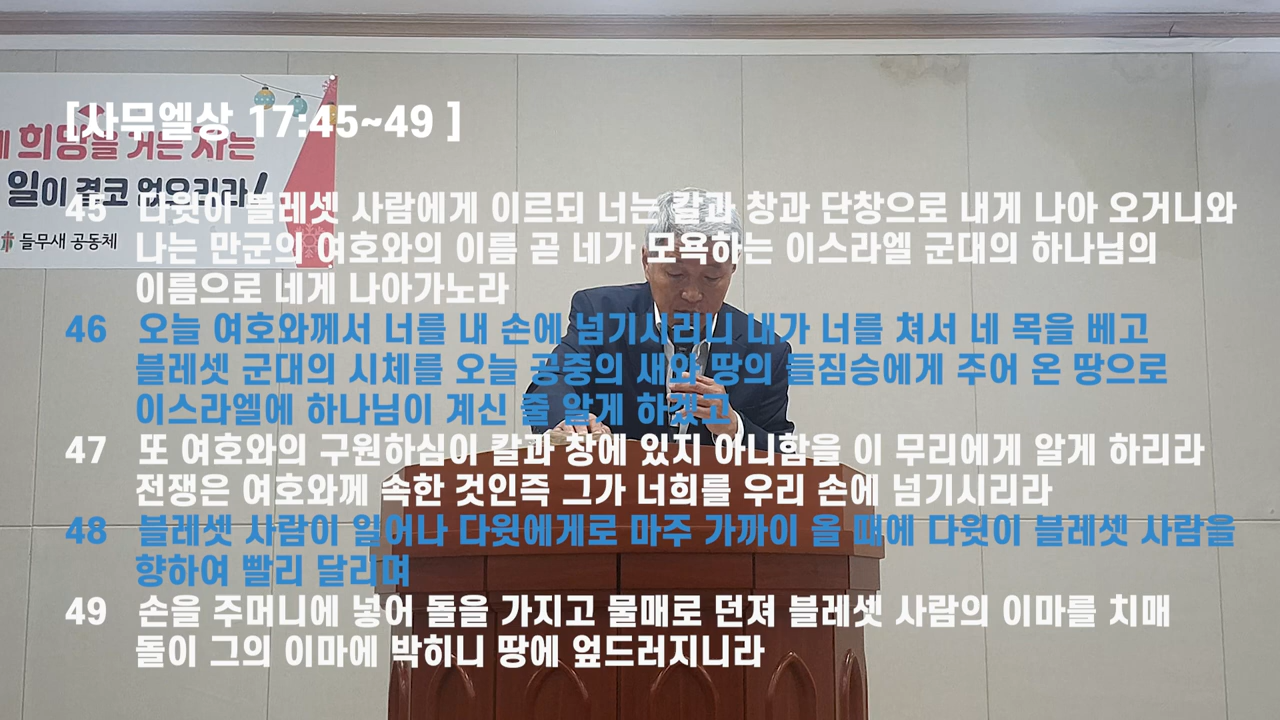 희망을 거는 자는
일이 결코 없으리라!
들무새 공동체
[사무엘상 17:45~49 ]
45 다윗이 블레셋 사람에게 이르되 너는 칼과 창과 단창으로 내게 나아 오거니와
나는 만군의 여호와의 이름 곧 네가 모욕하는 이스라엘 군대의 하나님의
이름으로 네게 나아가노라
46 오늘 여호와께서 너를 내 손에 넘기시리니 내가 너를 쳐서 네 목을 베고
블레셋 군대의 시체를 오늘 공중의 새와 땅의 들짐승에게 주어 온 땅으로
이스라엘에 하나님이 계신 줄 알게 하겠고
47 또 여호와의 구원하심이 칼과 창에 있지 아니함을 이 무리에게 알게 하리라
전쟁은 여호와께 속한 것인즉 그가 너희를 우리 손에 넘기시리라
48 블레셋 사람이 일어나 다윗에게로 마주 가까이 올 때에 다윗이 블레셋 사람을
향하여 빨리 달리며
49 손을 주머니에 넣어 돌을 가지고 물매로 던져 블레셋 사람의 이마를 치매
돌이 그의 이마에 박히니 땅에 엎드러지니라